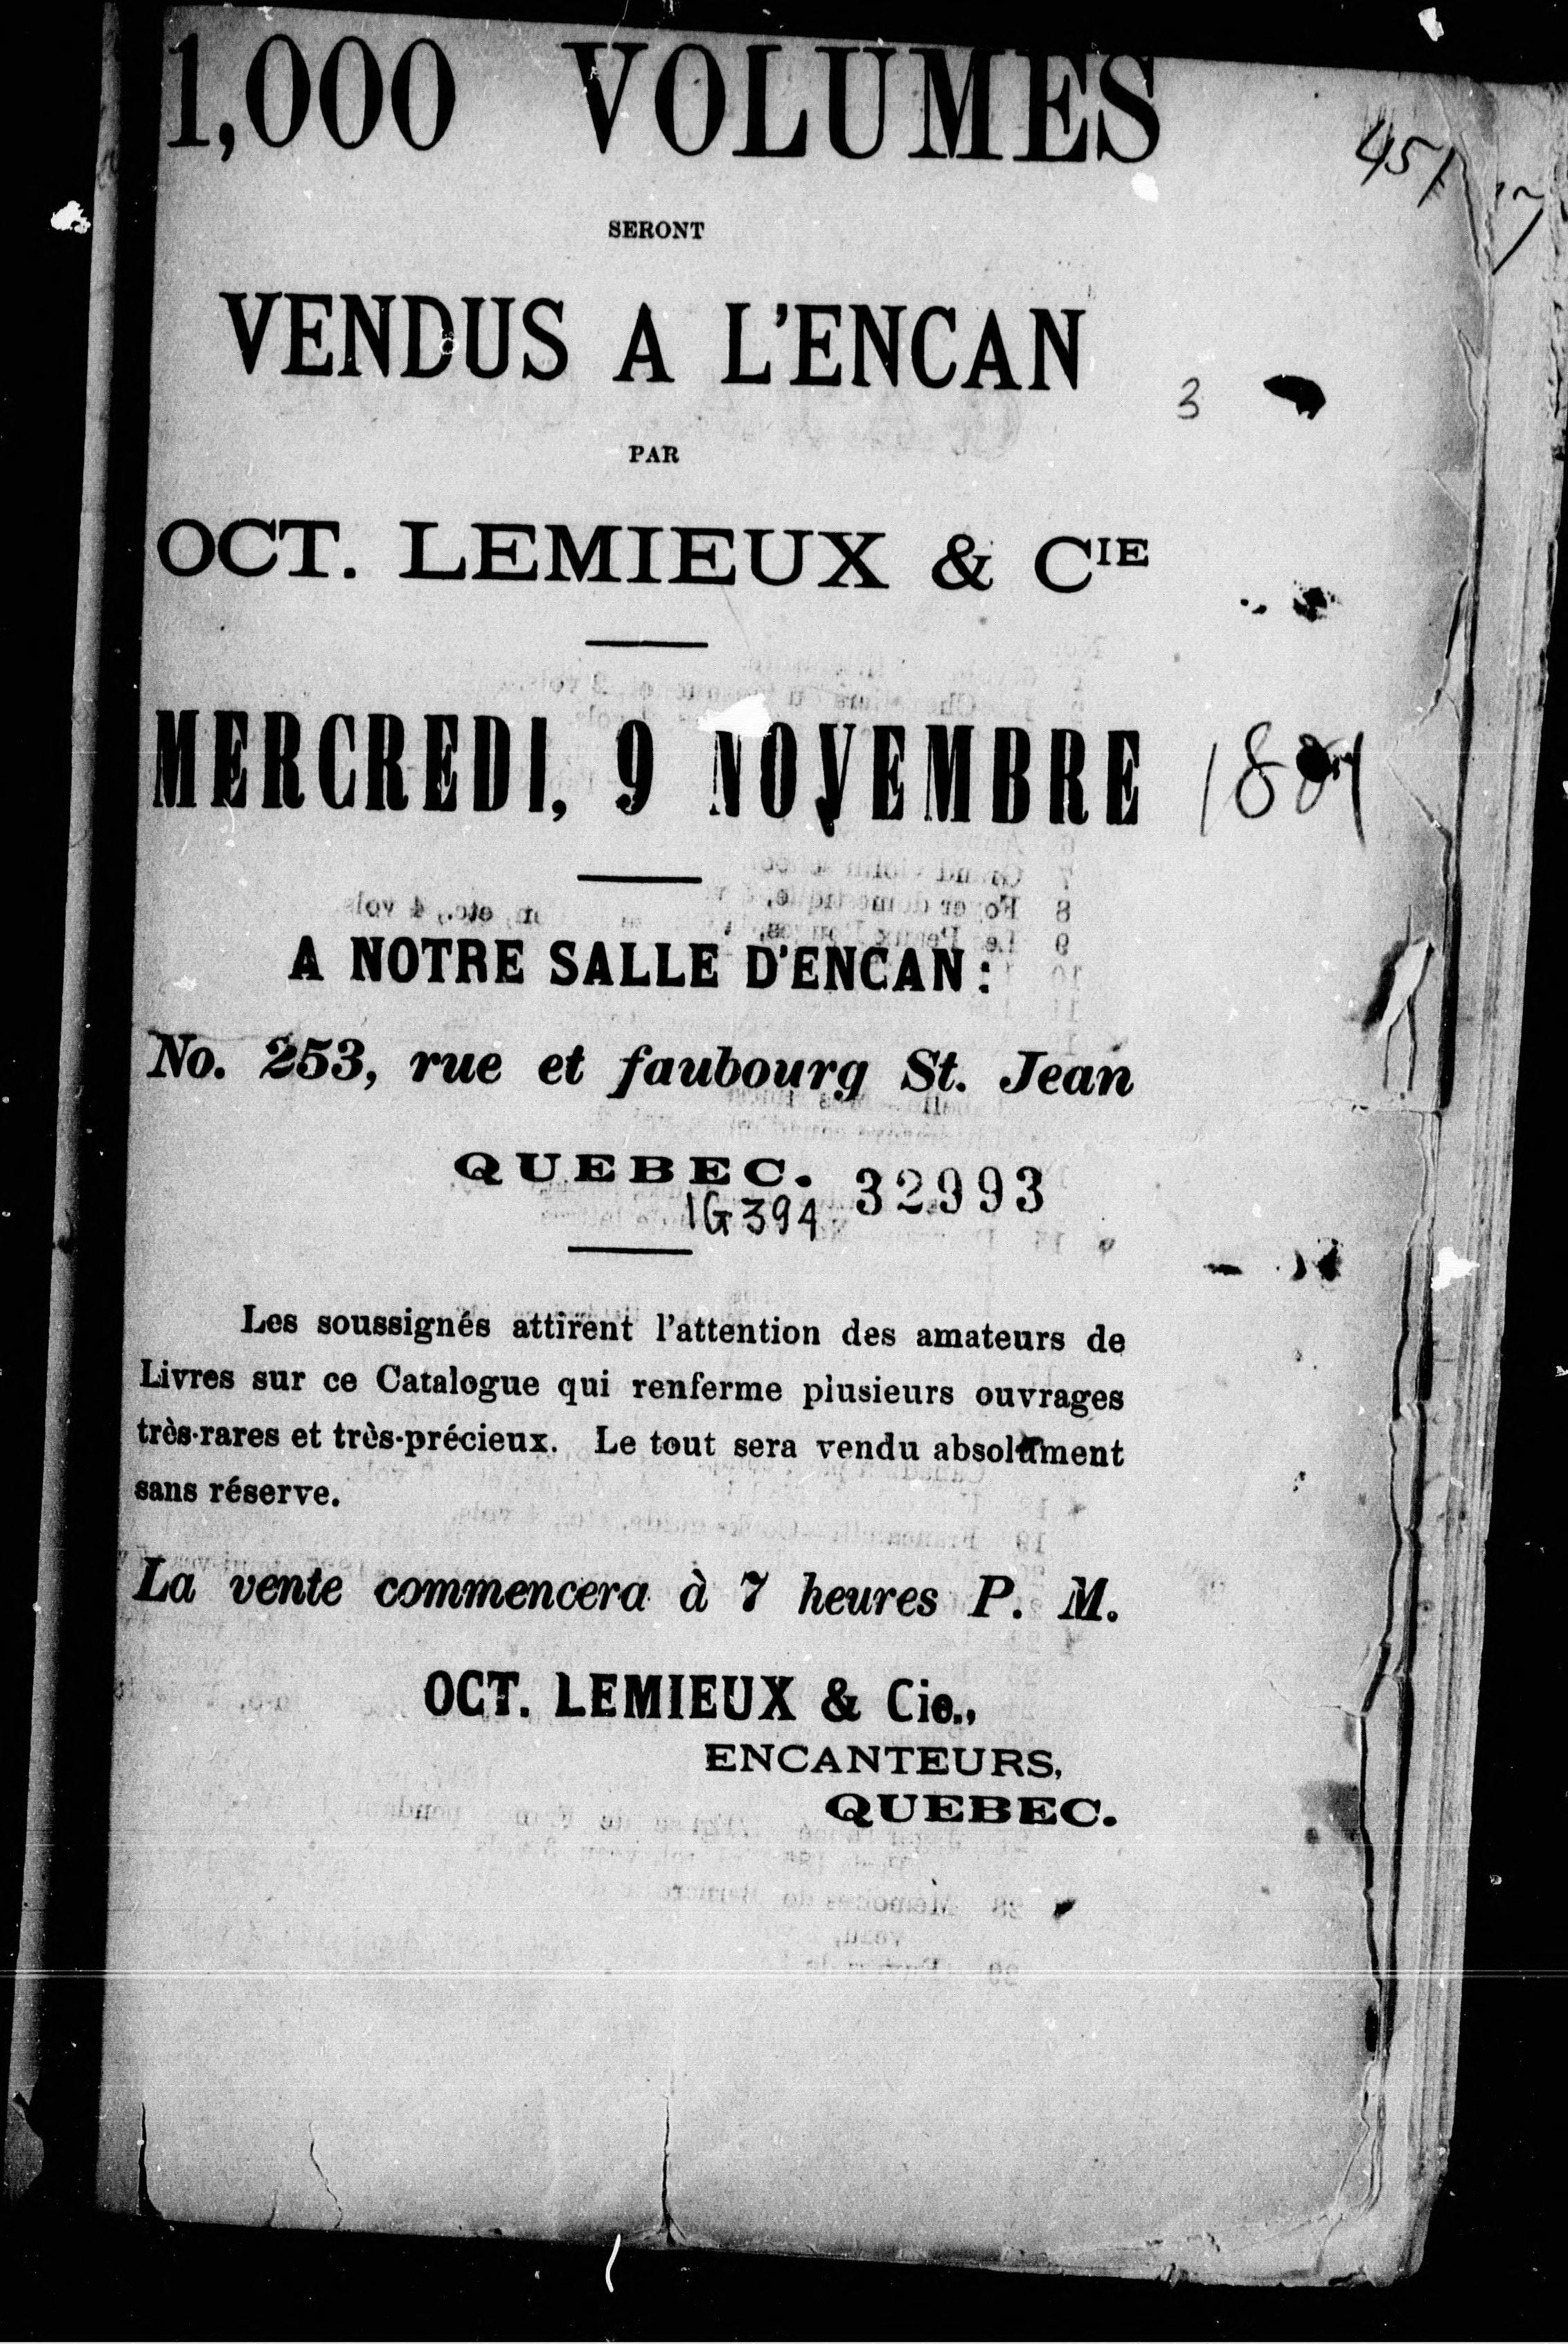 1,000 VOLUMES
451
SERONT
VENDUS A L'ENCAN
3
PAR
OCT. LEMIEUX & CIE
MERCREDI, 9 NOVEMBRE
A NOTRE SALLE D'ENCAN:
No. 253, rue et faubourg St. Jean
QUEBEC. 32993
1G394
Les soussignés attirent l'attention des amateurs de
Livres sur ce Catalogue qui renferme plusieurs ouvrages
très-rares et très-précieux. Le tout sera vendu absolument
sans réserve.
La vente commencera à 7 heures P. M.
OCT. LEMIEUX & Cie.,
ENCANTEURS,
QUEBEC.